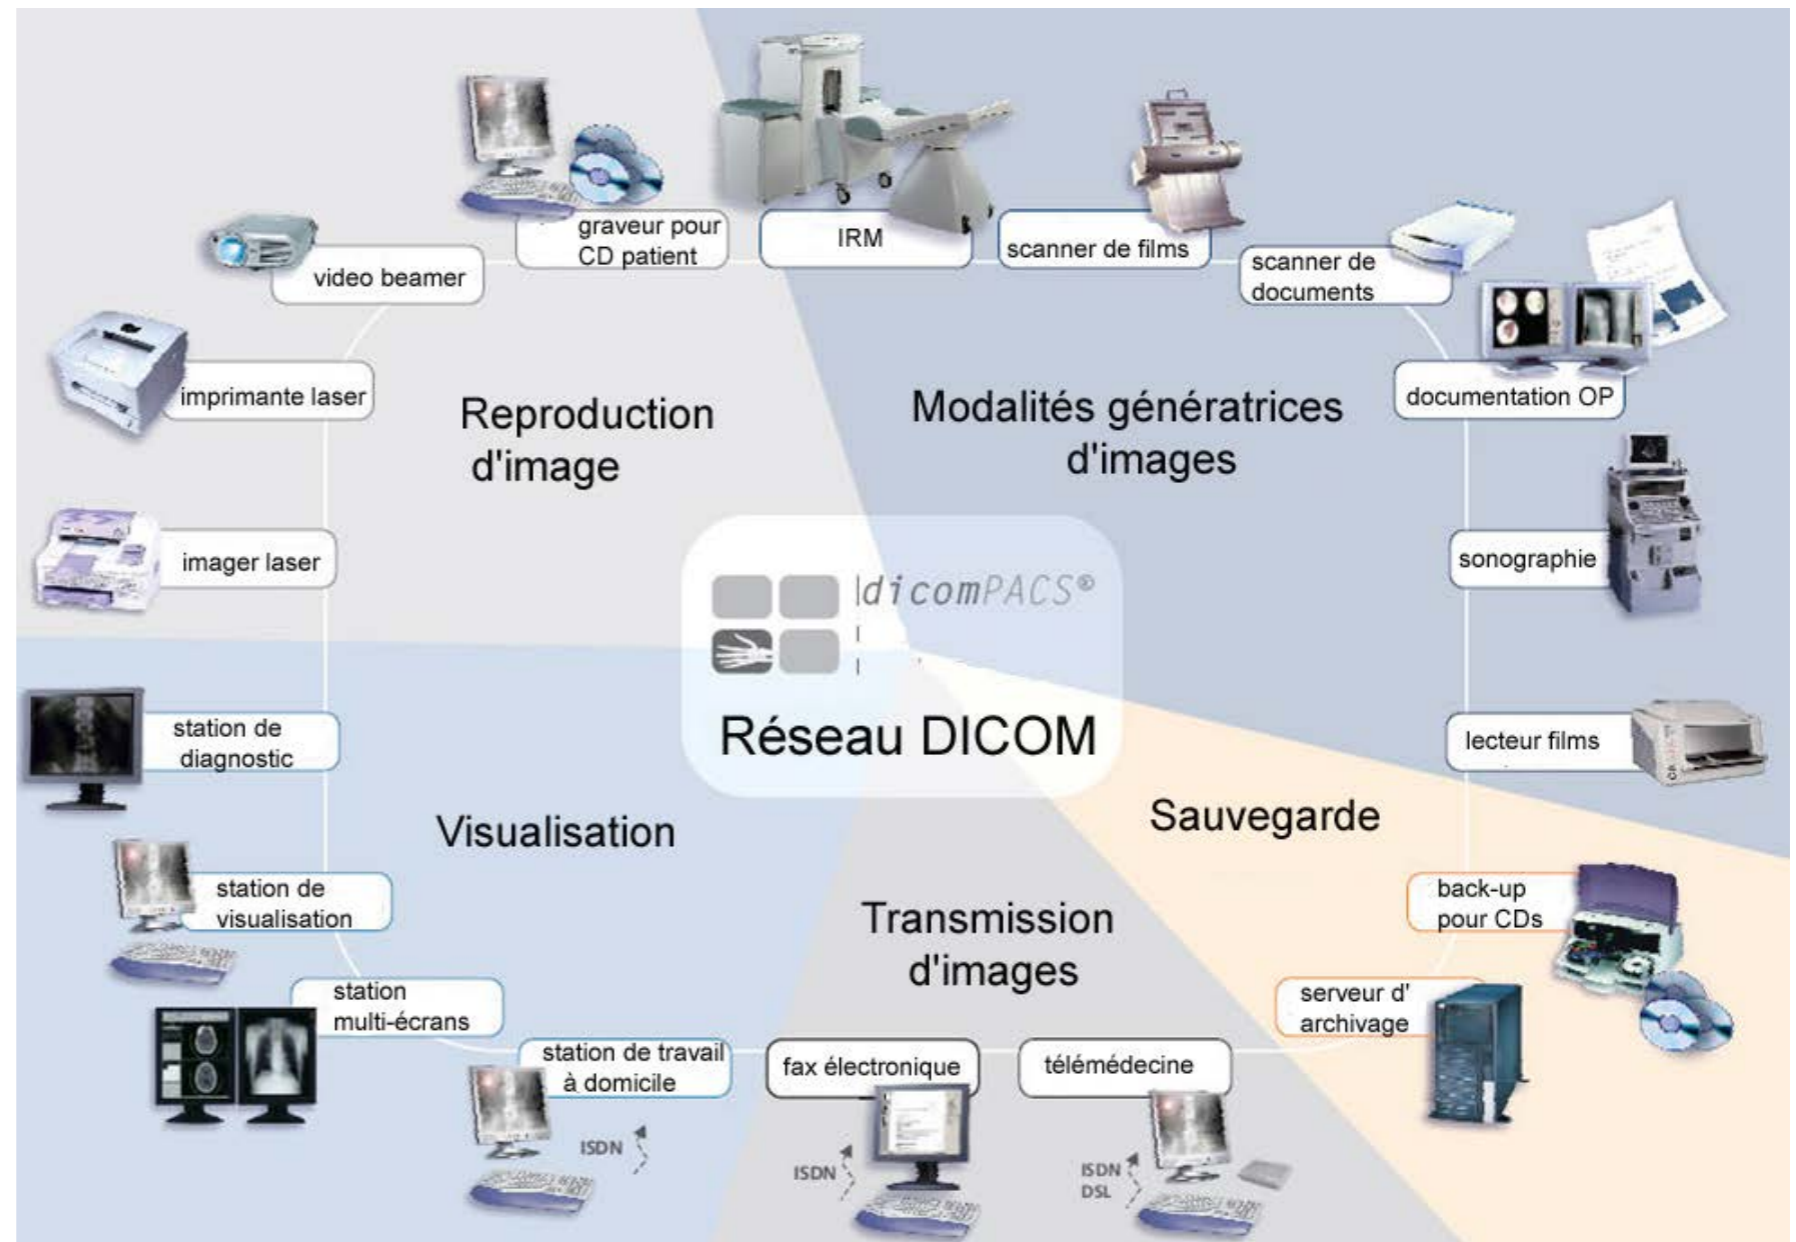 graveur pour
CD patient
IRM
scanner de films
scanner de
documents
video beamer
documentation OP
imprimante laser
Reproduction
d'image
Modalités génératrices
d'images
imager laser
sonographie
dicomPACS®
Réseau DICOM
station de
diagnostic
lecteur films
Visualisation
Sauvegarde
station de
visualisation
back-up
pour CDs
Transmission
d'images
station
multi-écrans
serveur d'
archivage
station de travail
à domicile
fax électronique
télémédecine
ISDN
ISDN
ISDN
DSL